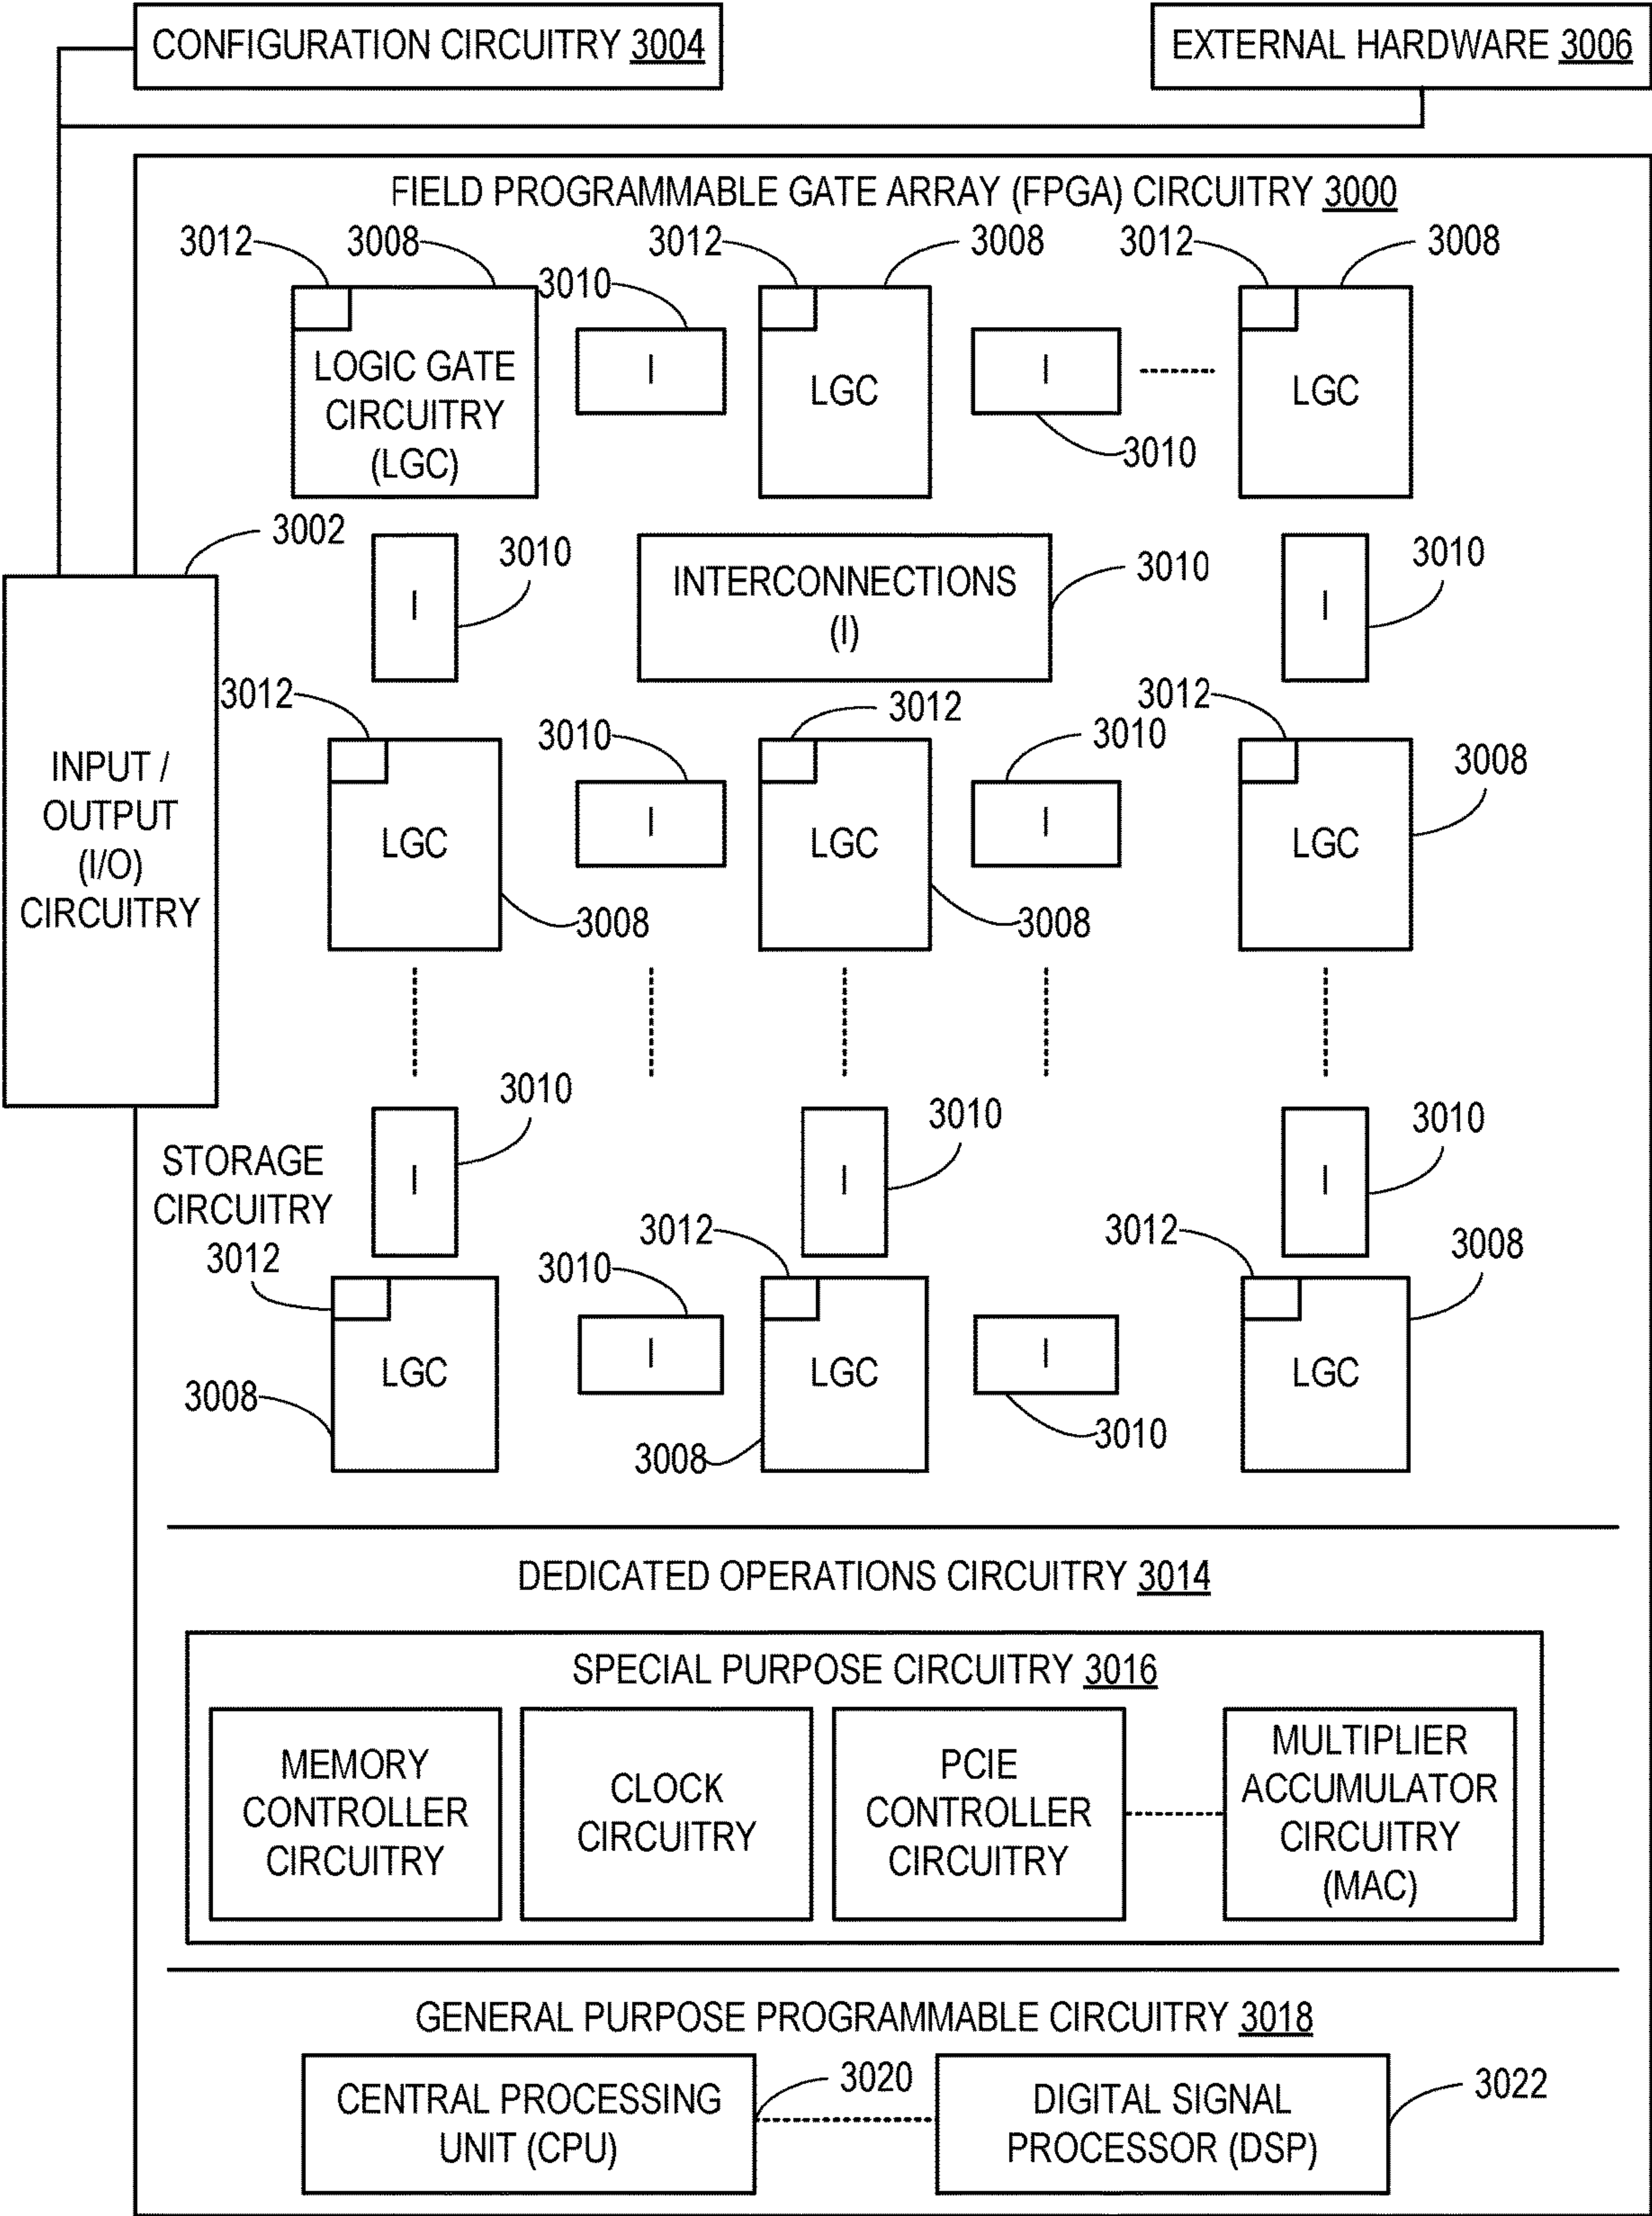 CONFIGURATION CIRCUITRY 3004
EXTERNAL HARDWARE 3006
FIELD PROGRAMMABLE GATE ARRAY (FPGA) CIRCUITRY 3000
3012
3008
3010
3012
3008
3012
3008
LOGIC GATE
CIRCUITRY
(LGC)
I
LGC
I
3010
LGC
3002
3010
I
INTERCONNECTIONS
(I)
3010
3010
I
INPUT /
OUTPUT
(I/O)
CIRCUITRY
3012
LGC
3008
3010
I
3012
LGC
3008
3010
I
3012
LGC
3008
3010
I
3010
I
3010
I
STORAGE
CIRCUITRY
3012
LGC
3008
3010
I
3012
LGC
3008
I
3010
3012
LGC
3008
DEDICATED OPERATIONS CIRCUITRY 3014
SPECIAL PURPOSE CIRCUITRY 3016
MEMORY
CONTROLLER
CIRCUITRY
CLOCK
CIRCUITRY
PCIE
CONTROLLER
CIRCUITRY
MULTIPLIER
ACCUMULATOR
CIRCUITRY
(MAC)
GENERAL PURPOSE PROGRAMMABLE CIRCUITRY 3018
CENTRAL PROCESSING
UNIT (CPU)
3020
DIGITAL SIGNAL
PROCESSOR (DSP)
3022